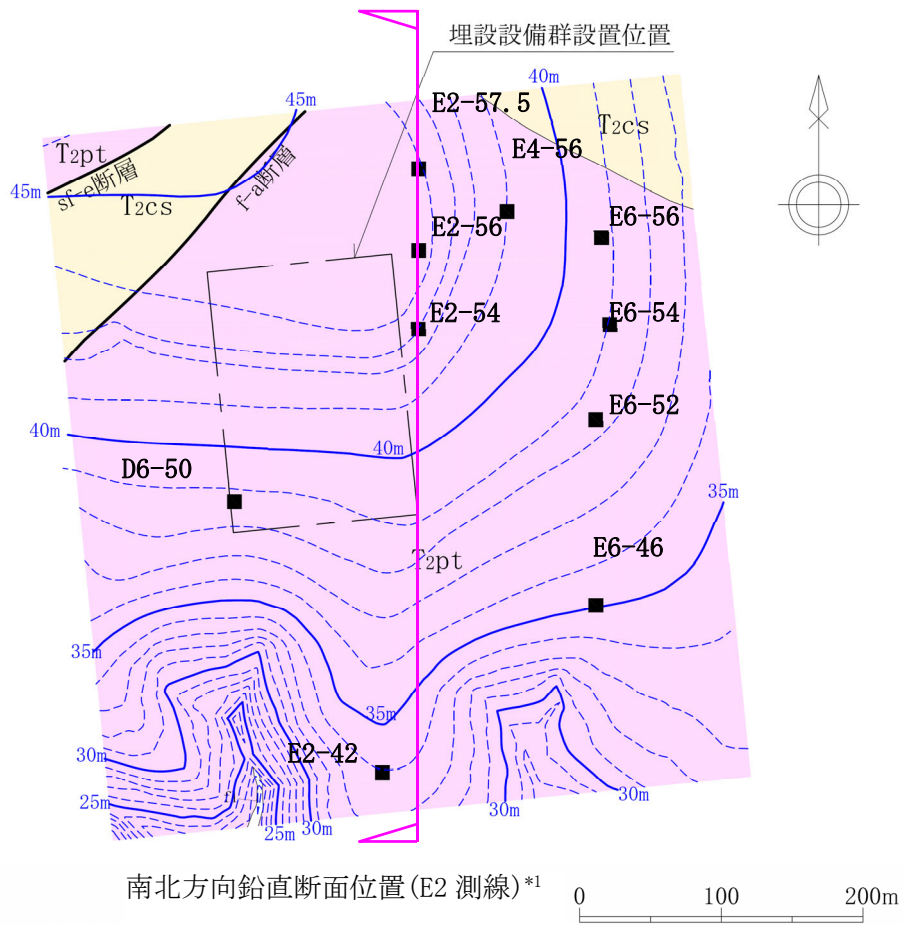 埋設設備群設置位置
40m
45m
E2-57.5
T2cs
E4-56
T2pt
sf-e断層
f-a断層
45m
T2cs
E6-56
E2-56
E2-54
E6-54
E6-52
40m
40m
D6-50
35m
E6-46
T2pt
35m
35m
E2-42
30m
30m
25m
30m
25m
30m
南北方向鉛直断面位置(E2 測線)*1
0 100 200m